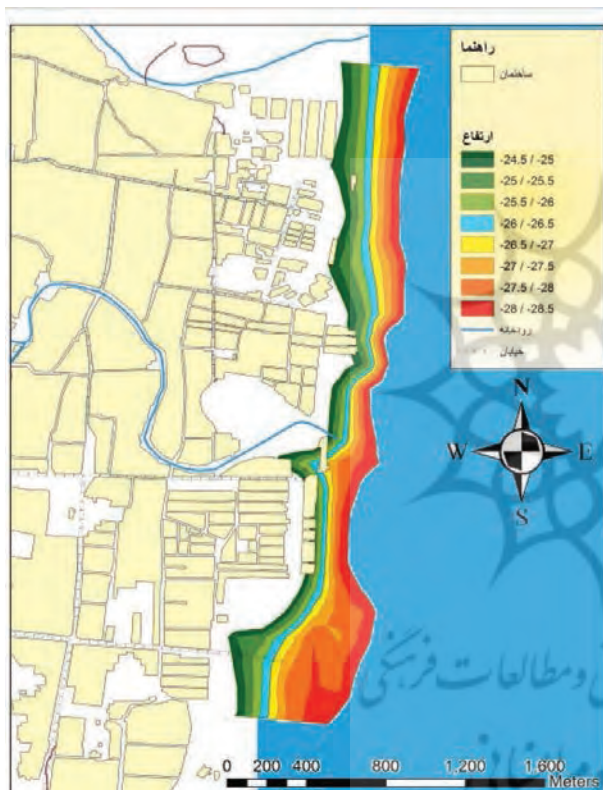 راهنما
ساختمان
ارتفاع
-24.5 / -25
-25 / -25.5
-25.5 / -26
-26 / -26.5
-26.5 / -27
-27 / -27.5
-27.5 / -28
-28 / -28.5
رودخانه
خیابان
N
W E
S
ومطالعات فرهنگی
0 200 400 800 1,200 1,600
Meters